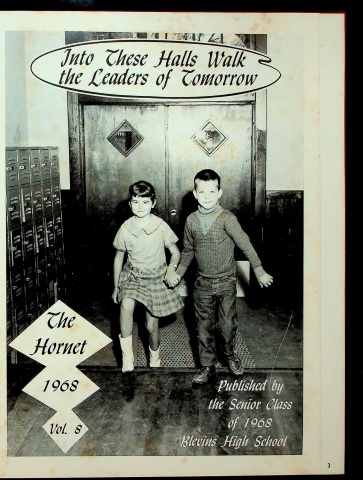 Into These Halls Walk
the Leaders of Tomorrow
The
Hornet
1968
Vol. 8
Published by
the Senior Class
of 1968
Blevins High School
3